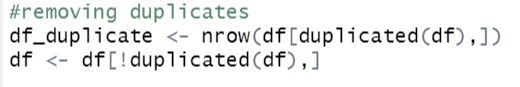 #removing duplicates
df_duplicate <- nrow(df[duplicated(df),])
df <- df[!duplicated(df),]